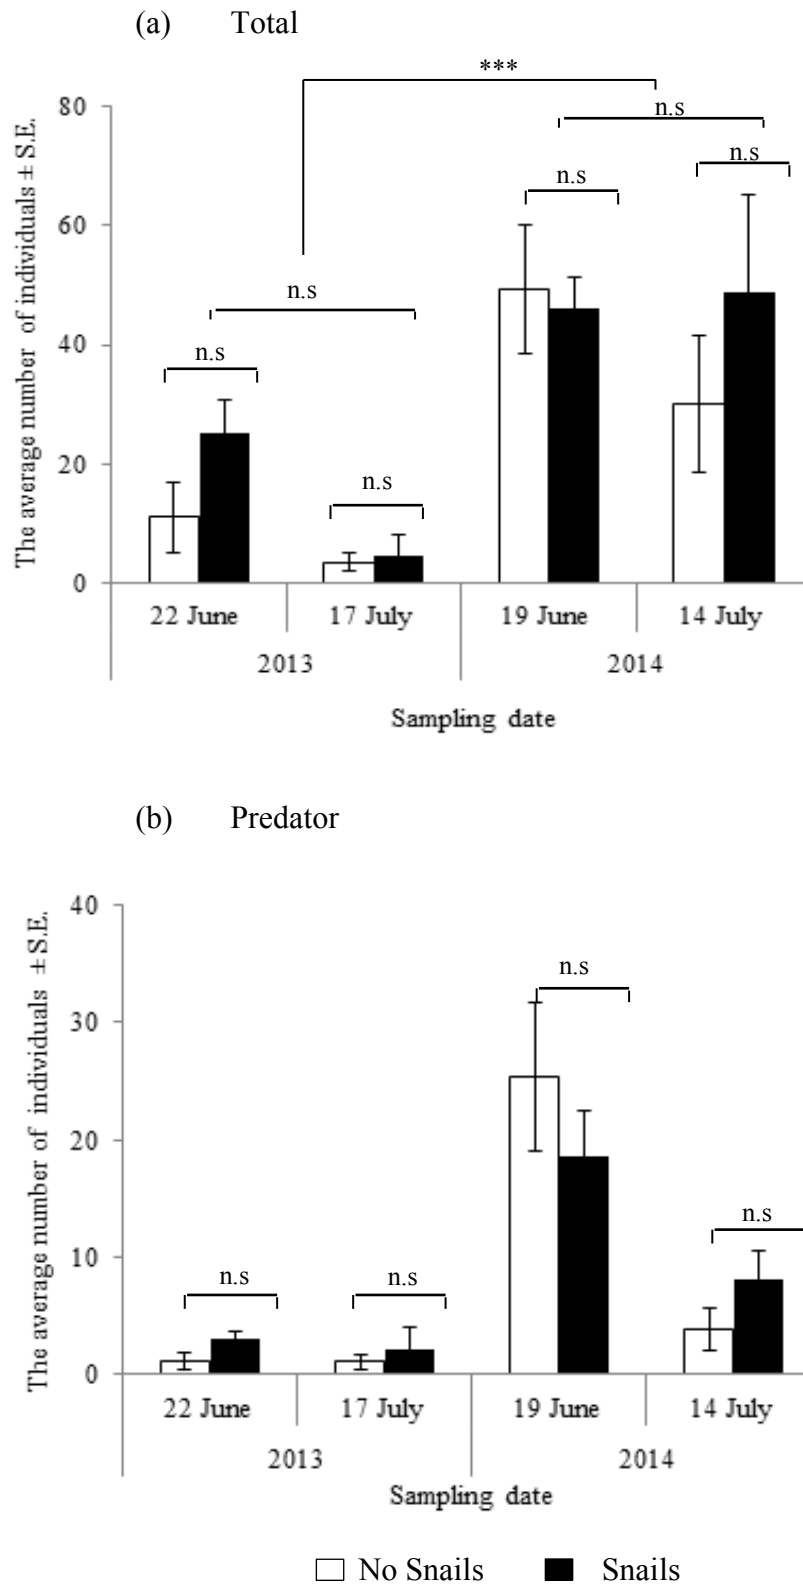 (a) Total
***
n.s
n.s
n.s
n.s
n.s
n.s
The average number of individuals ± S.E.
80
60
40
20
0
22 June 17 July 19 June 14 July
2013 2014
Sampling date
(b) Predator
The average number of individuals ± S.E.
40
30
20
10
0
n.s
n.s
n.s
n.s
22 June 17 July 19 June 14 July
2013 2014
Sampling date
No Snails Snails